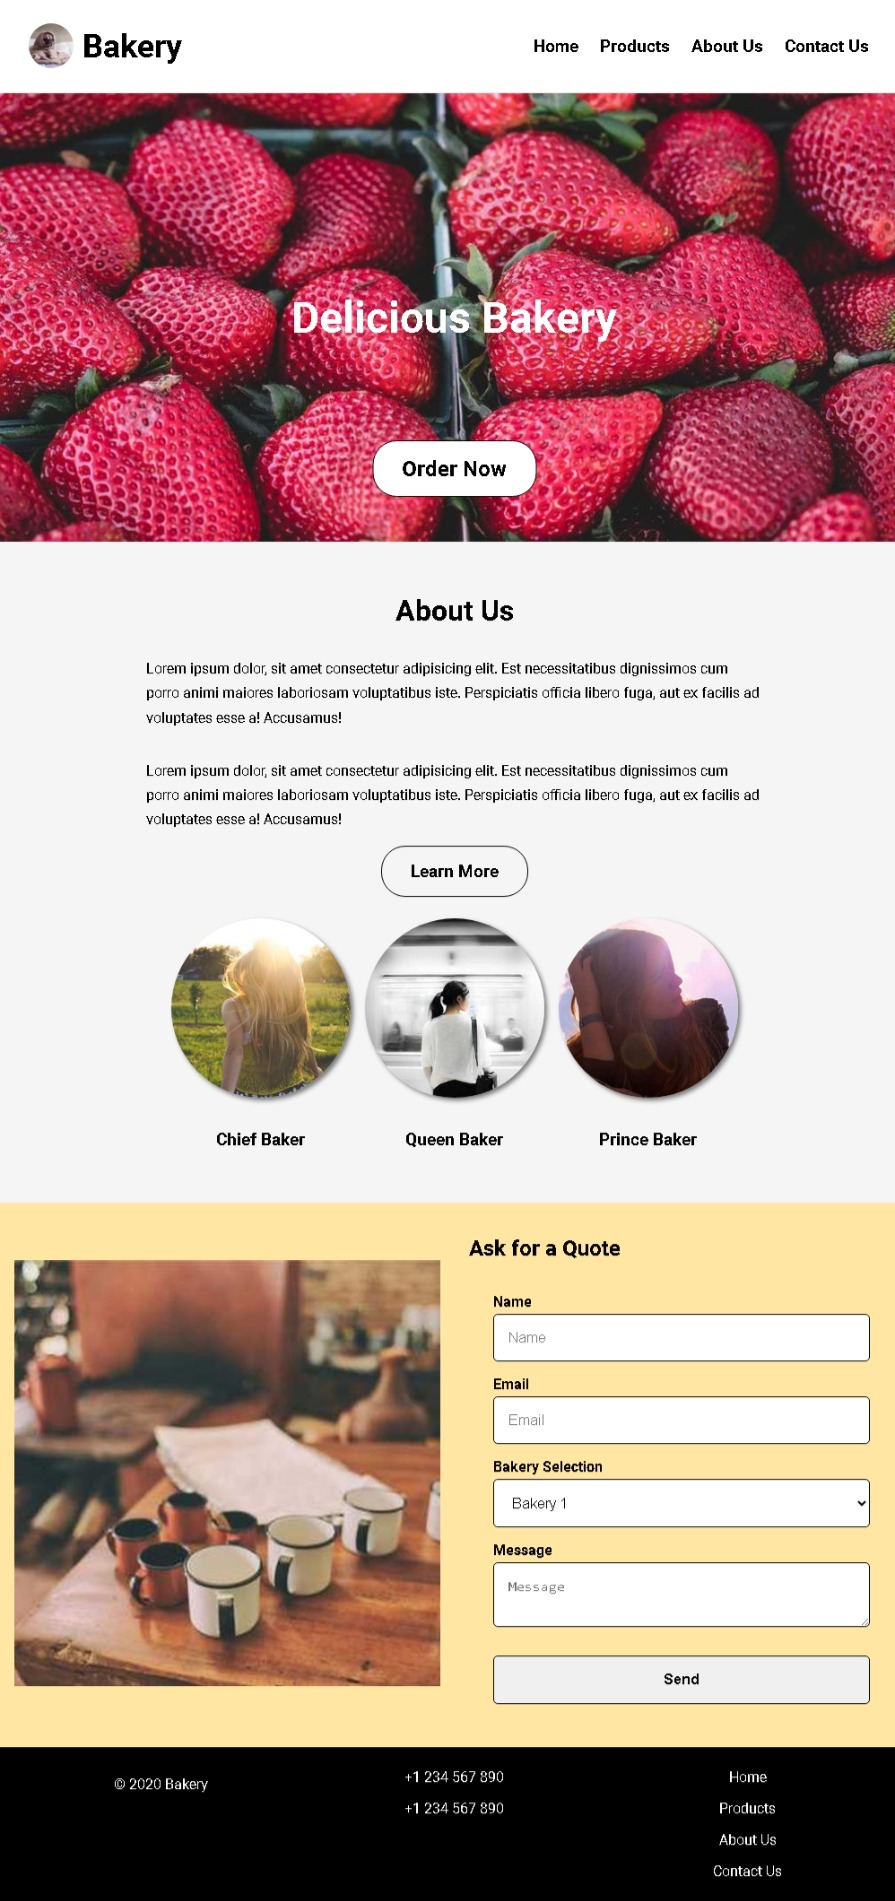 Bakery
Home Products About Us Contact Us
Delicious Bakery
Order Now
About Us
Lorem ipsum dolor, sit amet consectetur adipisicing elit. Est necessitatibus dignissimos cum
porro animi maiores laboriosam voluptatibus iste. Perspiciatis officia libero fuga, aut ex facilis ad
voluptates esse a! Accusamus!
Lorem ipsum dolor, sit amet consectetur adipisicing elit. Est necessitatibus dignissimos cum
porro animi maiores laboriosam voluptatibus iste. Perspiciatis officia libero fuga, aut ex facilis ad
voluptates esse a! Accusamus!
Learn More
Chief Baker
Queen Baker
Prince Baker
Ask for a Quote
Name
Name
Email
Email
Bakery Selection
Bakery 1
Message
Message
Send
© 2020 Bakery
+1 234 567 890
+1 234 567 890
Home
Products
About Us
Contact Us